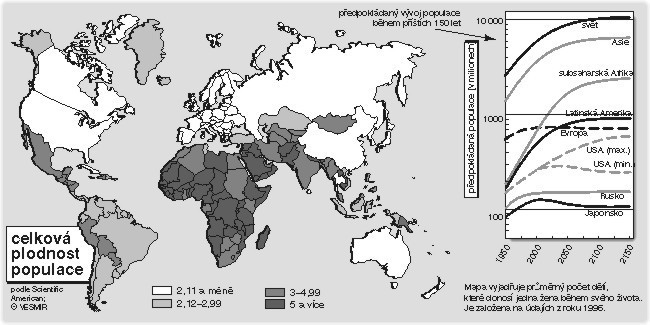 předpokládaný vývoj populace
během příštích 150 let
předpokládaná populace [v milionech]
10 000
1000
100
svět
Asie
subsaharská Afrika
Latinská Amerika
Evropa
USA (max.)
USA (min.)
Rusko
Japonsko
1950
2000
2050
2100
2150
celková
plodnost
populace
podle Scientific
American;
© VESMÍR
2,11 a méně
2,12–2,99
3–4,99
5 a více
Mapa vyjadřuje průměrný počet dětí,
které donosí jedna žena během svého života.
Je založena na údajích z roku 1996.